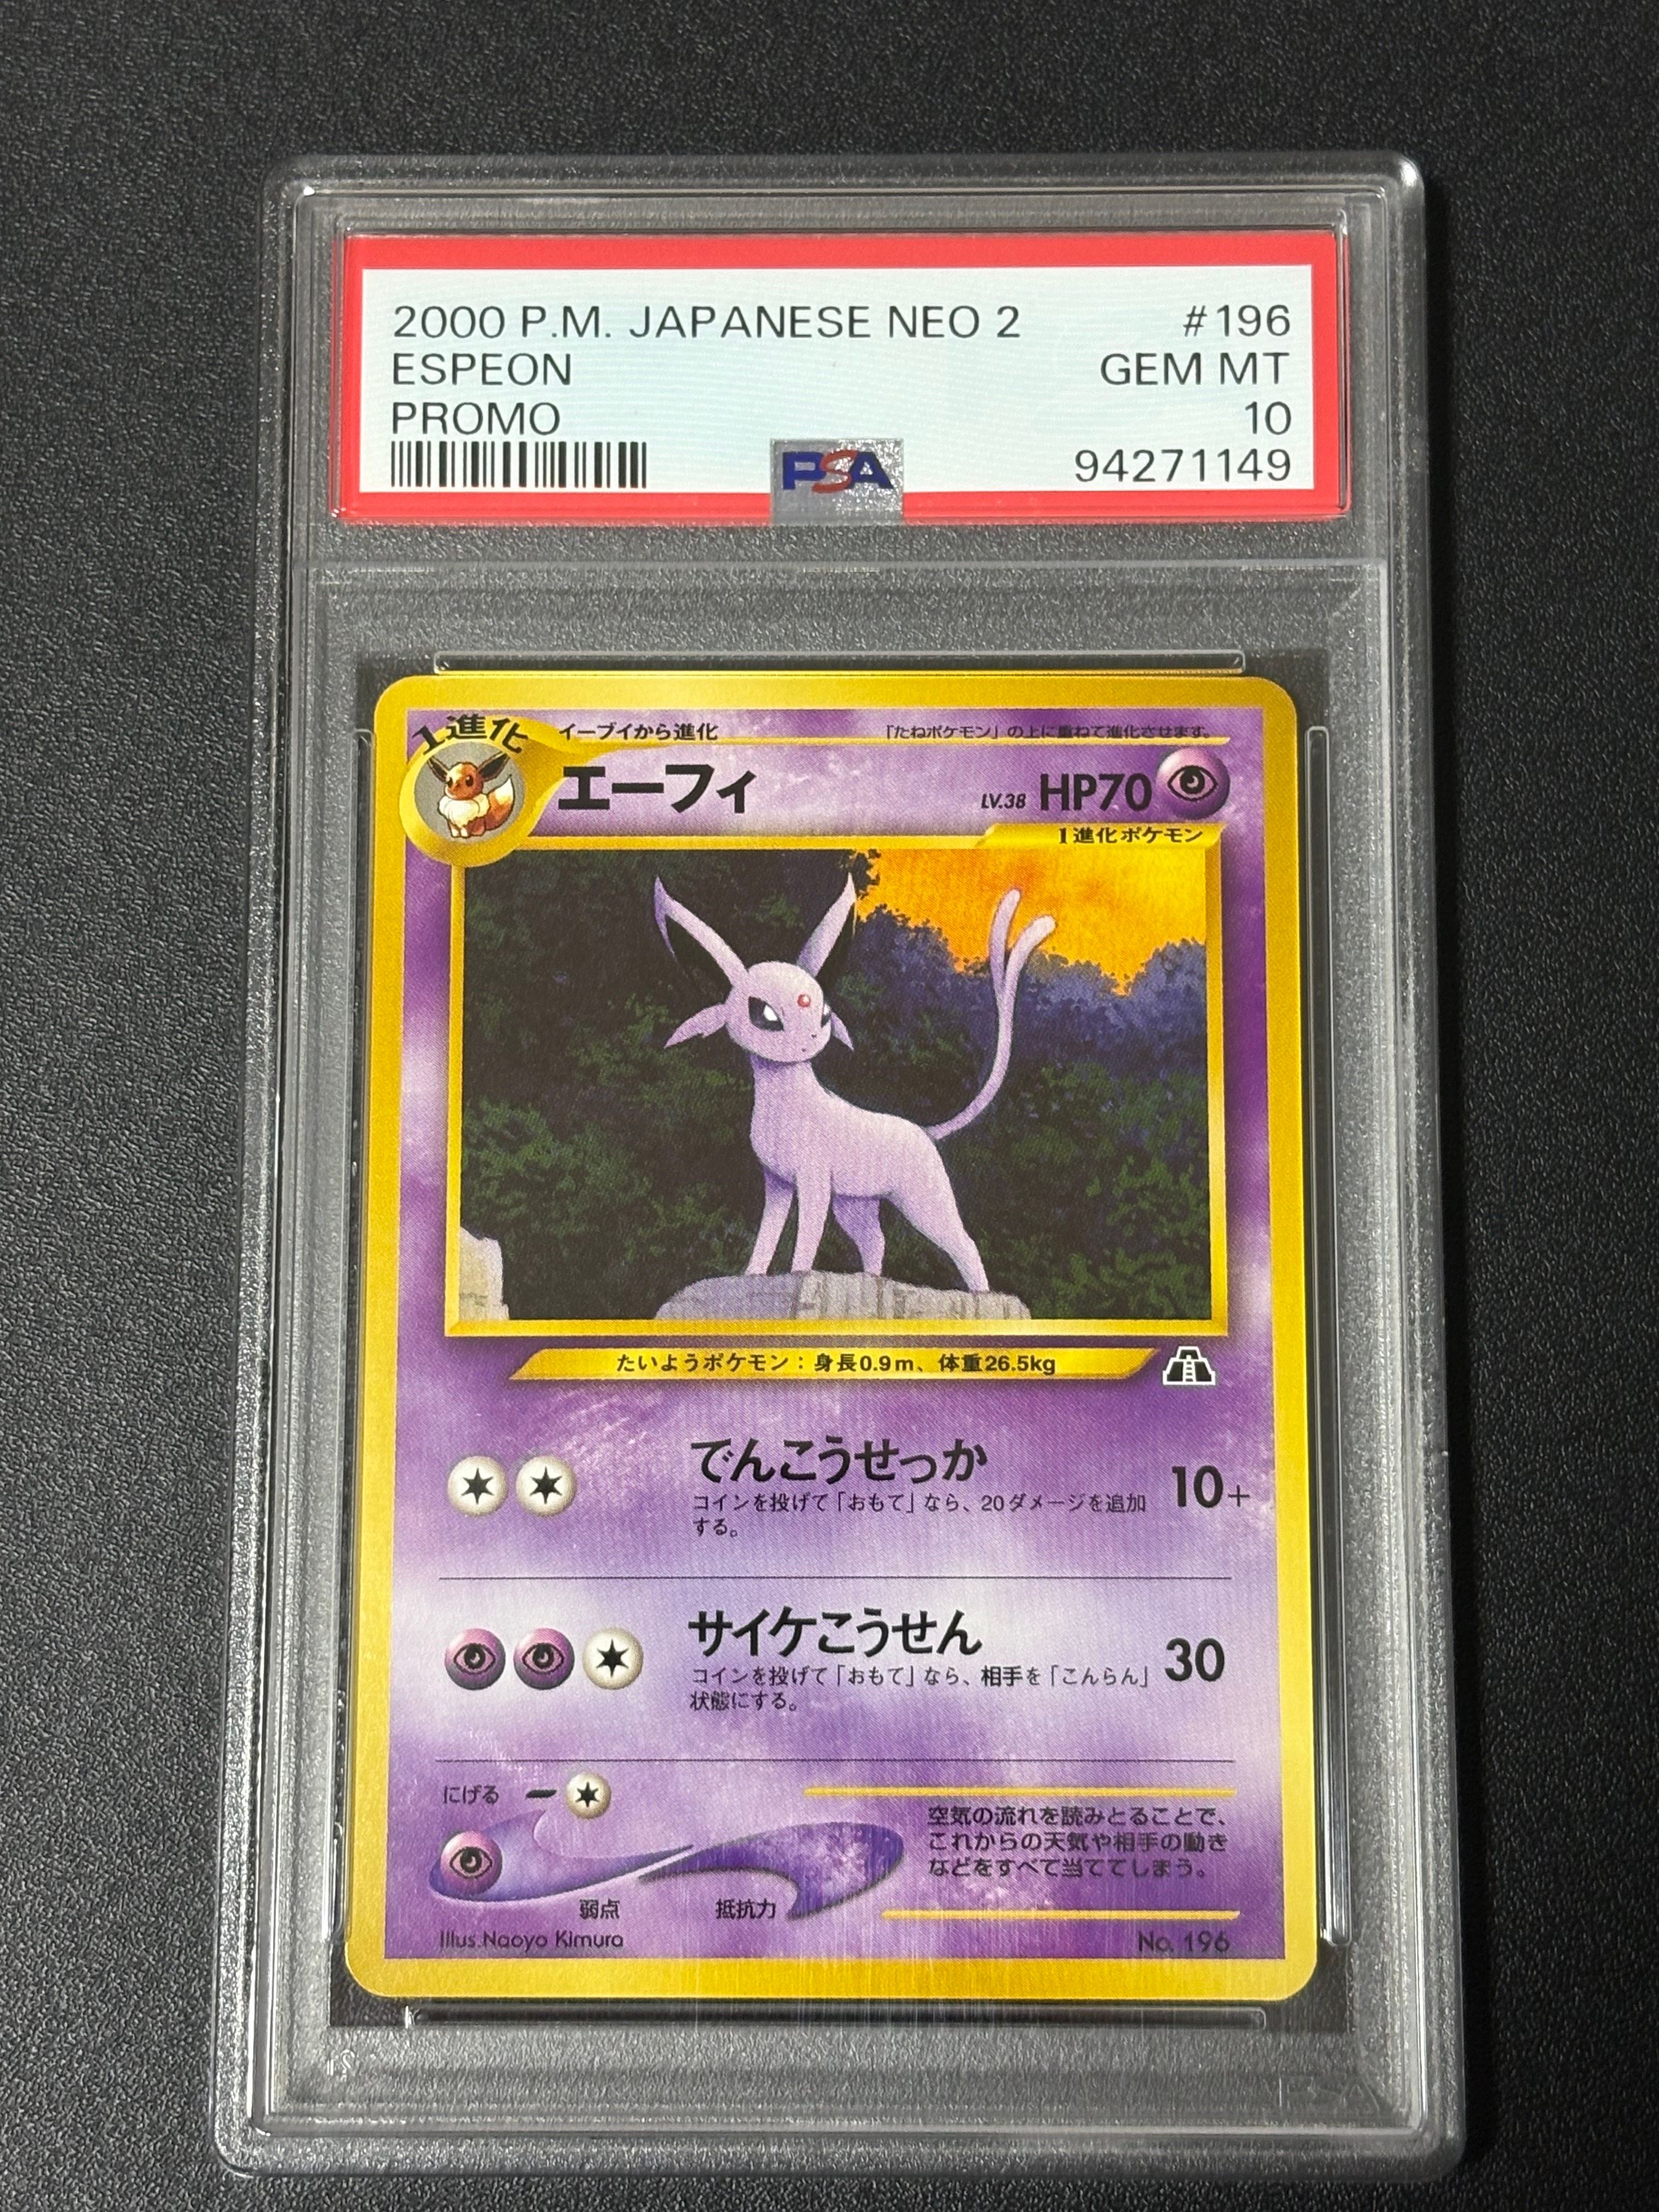 2000 P.M. JAPANESE NEO 2 #196
ESPEON GEM MT
PROMO 10
PSA 94271149
1進化 イーブイから進化 「たねポケモン」の上に重ねて進化させます。
エーフィ LV.38 HP70
1進化ポケモン
たいようポケモン：身長0.9m、体重26.5kg
でんこうせっか 10+
コインを投げて「おもて」なら、20ダメージを追加
する。
サイケこうせん 30
コインを投げて「おもて」なら、相手を「こんらん」
状態にする。
にげる
空気の流れを読みとることで、
これからの天気や相手の動き
などをすべて当ててしまう。
弱点 抵抗力
Illus.Naoyo Kimura No. 196
PSA